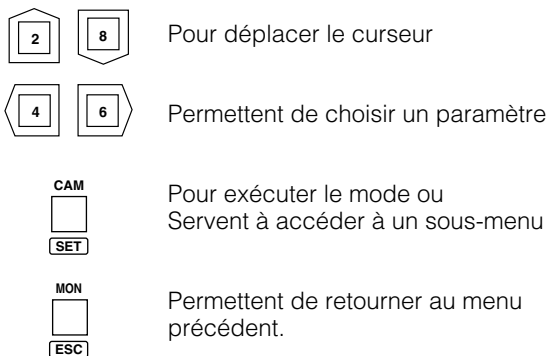 2 8 Pour déplacer le curseur
4 6 Permettent de choisir un paramètre
CAM
Pour exécuter le mode ou
Servent à accéder à un sous-menu
SET
MON
Permettent de retourner au menu
précédent.
ESC